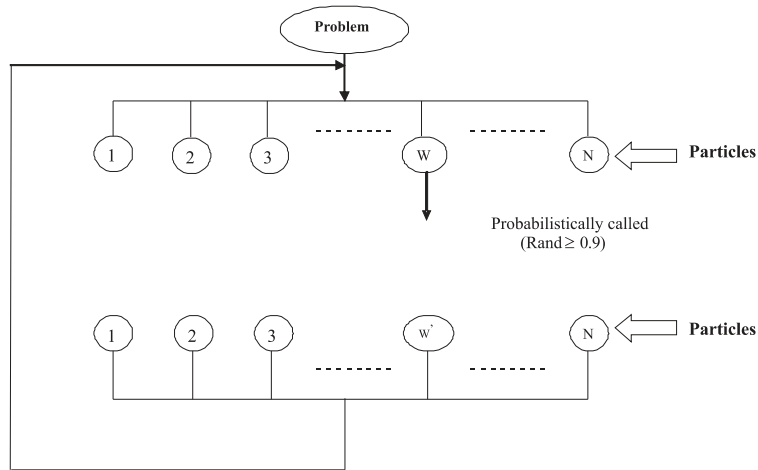 Problem
1 2 3 W N Particles
Probabilistically called
(Rand ≥ 0.9)
1 2 3 W' N Particles